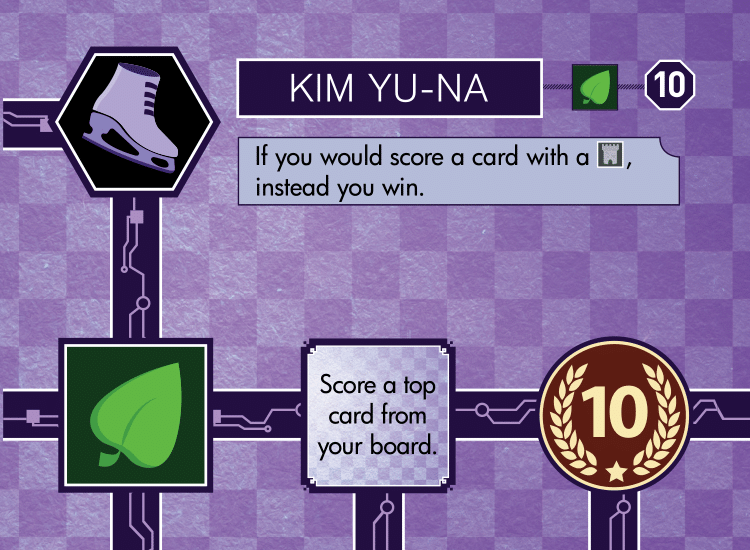 KIM YU-NA
10
If you would score a card with a ,
instead you win.
Score a top
card from
your board.
10